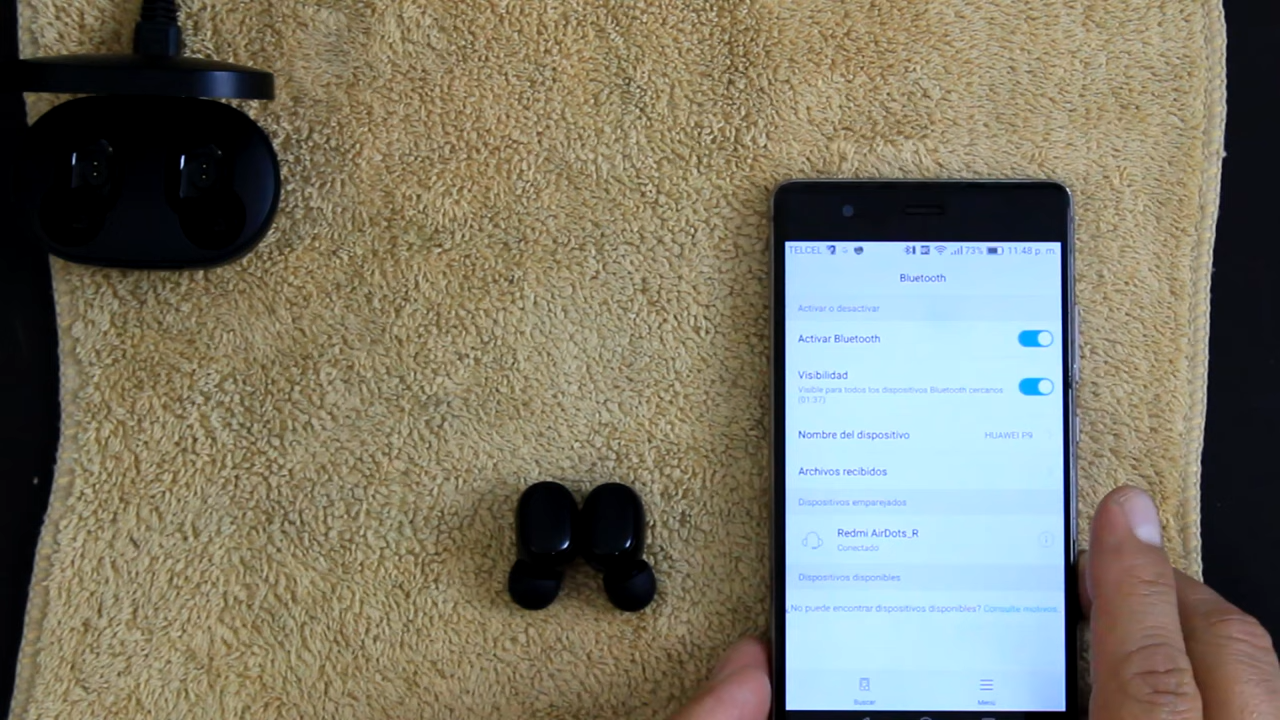 TELCEL 73% 11:48 p. m.
Bluetooth
Activar o desactivar
Activar Bluetooth
Visibilidad
Visible para todos los dispositivos Bluetooth cercanos
(01:37)
Nombre del dispositivo HUAWEI P9
Archivos recibidos
Dispositivos emparejados
Redmi AirDots_R
Conectado
Dispositivos disponibles
¿No puede encontrar dispositivos disponibles? Consulte motivos.
Buscar Menú